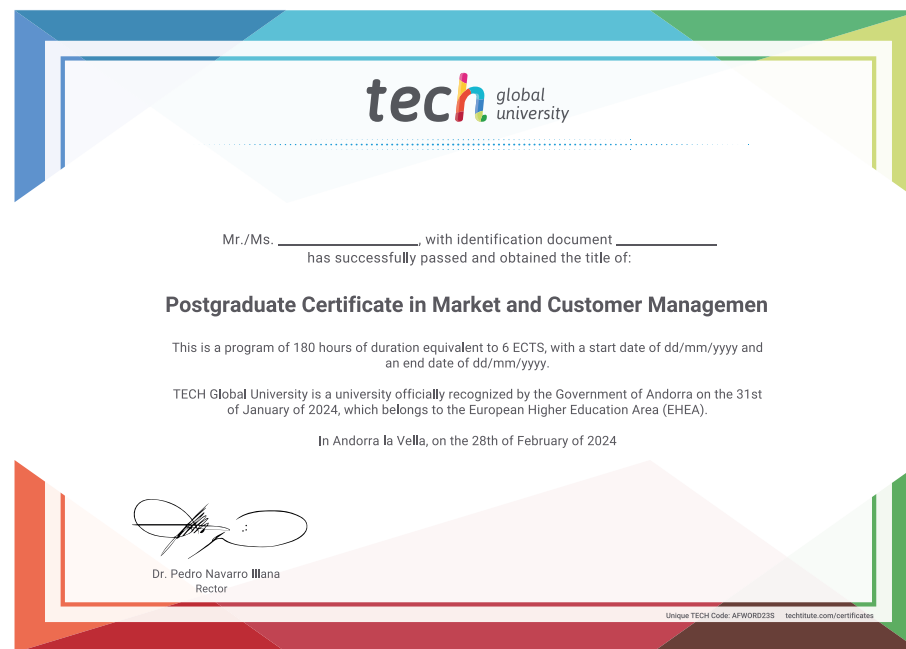 tech global
university
Mr./Ms. ________________, with identification document ____________
has successfully passed and obtained the title of:
Postgraduate Certificate in Market and Customer Managemen
This is a program of 180 hours of duration equivalent to 6 ECTS, with a start date of dd/mm/yyyy and
an end date of dd/mm/yyyy.
TECH Global University is a university officially recognized by the Government of Andorra on the 31st
of January of 2024, which belongs to the European Higher Education Area (EHEA).
In Andorra la Vella, on the 28th of February of 2024
Dr. Pedro Navarro Illana
Rector
Unique TECH Code: AFWORD23S techtitute.com/certificates